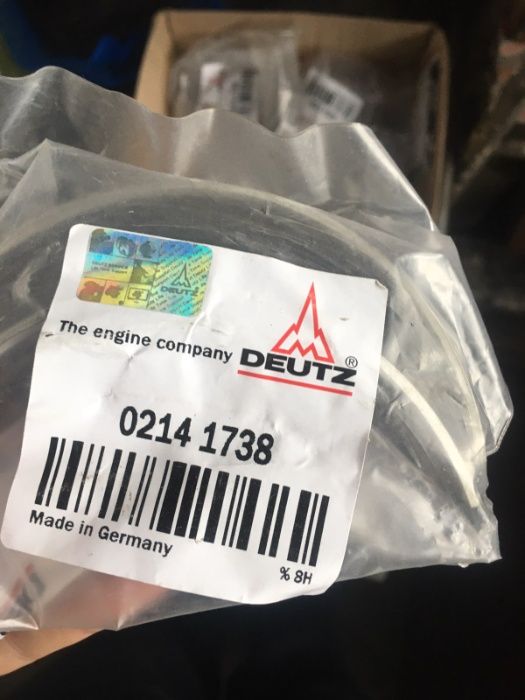 The engine company DEUTZ ®
0214 1738
Made in Germany
% 8H